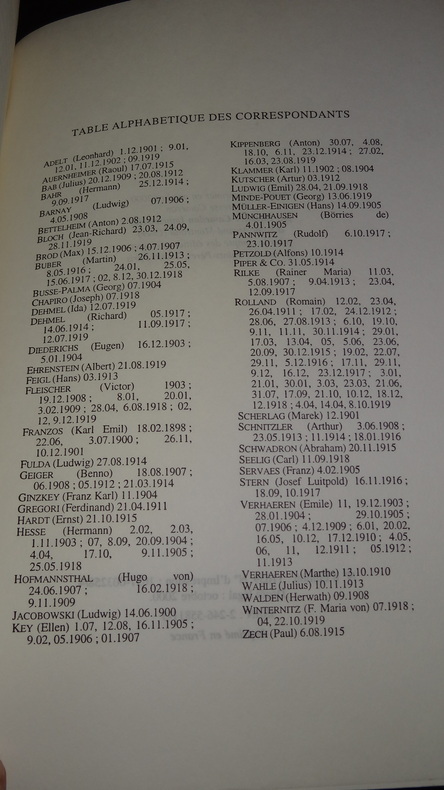 TABLE ALPHABETIQUE DES CORRESPONDANTS
ADELT (Leonhard) 1.12.1901 ; 9.01,
12.01, 11.12.1902 ; 09.1919
AUERNHEIMER (Raoul) 17.07.1915
BAB (Julius) 20.12.1909 ; 20.08.1912
BAHR (Hermann) 25.12.1914 ;
9.09.1917
BARNAY (Ludwig) 07.1906 ;
4.05.1908
BETTELHEIM (Anton) 2.08.1912
BLOCH (Jean-Richard) 23.03, 24.09,
28.11.1919
BROD (Max) 15.12.1906 ; 4.07.1907
BUBER (Martin) 26.11.1913 ;
8.05.1916 ; 24.01, 25.05,
15.06.1917 ; 02, 8.12, 30.12.1918
BUSSE-PALMA (Georg) 07.1904
CHAPIRO (Joseph) 07.1918
DEHMEL (Ida) 12.07.1919
DEHMEL (Richard) 05.1917 ;
14.06.1914 ; 11.09.1917 ;
12.07.1919
DIEDERICHS (Eugen) 16.12.1903 ;
5.01.1904
EHRENSTEIN (Albert) 21.08.1919
FEIGL (Hans) 03.1913
FLEISCHER (Victor) 1903 ;
19.12.1908 ; 8.01, 20.01,
3.02.1909 ; 28.04, 6.08.1918 ; 02,
12, 9.12.1919
FRANZOS (Karl Emil) 18.02.1898 ;
22.06, 3.07.1900 ; 26.11,
10.12.1901
FULDA (Ludwig) 27.08.1914
GEIGER (Benno) 18.08.1907 ;
06.1908 ; 05.1912 ; 21.03.1914
GINZKEY (Franz Karl) 11.1904
GREGORI (Ferdinand) 21.04.1911
HARDT (Ernst) 21.10.1915
HESSE (Hermann) 2.02, 2.03,
1.11.1903 ; 07, 8.09, 20.09.1904 ;
4.04, 17.10, 9.11.1905 ;
25.05.1918
HOFMANNSTHAL (Hugo von)
24.06.1907 ; 16.02.1918 ;
9.11.1909
JACOBOWSKI (Ludwig) 14.06.1900
KEY (Ellen) 1.07, 12.08, 16.11.1905 ;
9.02, 05.1906 ; 01.1907
KIPPENBERG (Anton) 30.07, 4.08,
18.10, 6.11, 23.12.1914 ; 27.02,
16.03, 23.08.1919
KLAMMER (Karl) 11.1902 ; 08.1904
KUTSCHER (Artur) 03.1912
LUDWIG (Emil) 28.04, 21.09.1918
MINDE-POUET (Georg) 13.06.1919
MÜLLER-EINIGEN (Hans) 14.09.1905
MÜNCHHAUSEN (Börries de)
4.01.1905
PANNWITZ (Rudolf) 6.10.1917 ;
23.10.1917
PETZOLD (Alfons) 10.1914
PIPER & Co. 31.05.1914
RILKE (Rainer Maria) 11.03,
5.08.1907 ; 9.04.1913 ; 23.04,
12.09.1917
ROLLAND (Romain) 12.02, 23.04,
26.04.1911 ; 17.02, 24.12.1912 ;
28.06, 27.08.1913 ; 6.10, 19.10,
9.11, 11.11, 30.11.1914 ; 29.01,
17.03, 13.04, 05, 5.06, 23.06,
20.09, 30.12.1915 ; 19.02, 22.07,
29.11, 5.12.1916 ; 17.11, 29.11,
9.12, 16.12, 23.12.1917 ; 3.01,
21.01, 30.01, 3.03, 23.03, 21.06,
31.07, 17.09, 21.10, 10.12, 18.12,
12.1918 ; 4.04, 14.04, 8.10.1919
SCHERLAG (Marek) 12.1901
SCHNITZLER (Arthur) 3.06.1908 ;
23.05.1913 ; 11.1914 ; 18.01.1916
SCHWADRON (Abraham) 20.11.1915
SEELIG (Carl) 11.09.1918
SERVAES (Franz) 4.02.1905
STERN (Josef Luitpold) 16.11.1916 ;
18.09, 10.1917
VERHAEREN (Emile) 11, 19.12.1903 ;
28.01.1904 ; 29.10.1905 ;
07.1906 ; 4.12.1909 ; 6.01, 20.02,
16.05, 10.12, 17.12.1910 ; 4.05,
06, 11, 12.1911 ; 05.1912 ;
11.1913
VERHAEREN (Marthe) 13.10.1910
WAHLE (Julius) 10.11.1913
WALDEN (Herwath) 09.1908
WINTERNITZ (F. Maria von) 07.1918 ;
04, 22.10.1919
ZECH (Paul) 6.08.1915